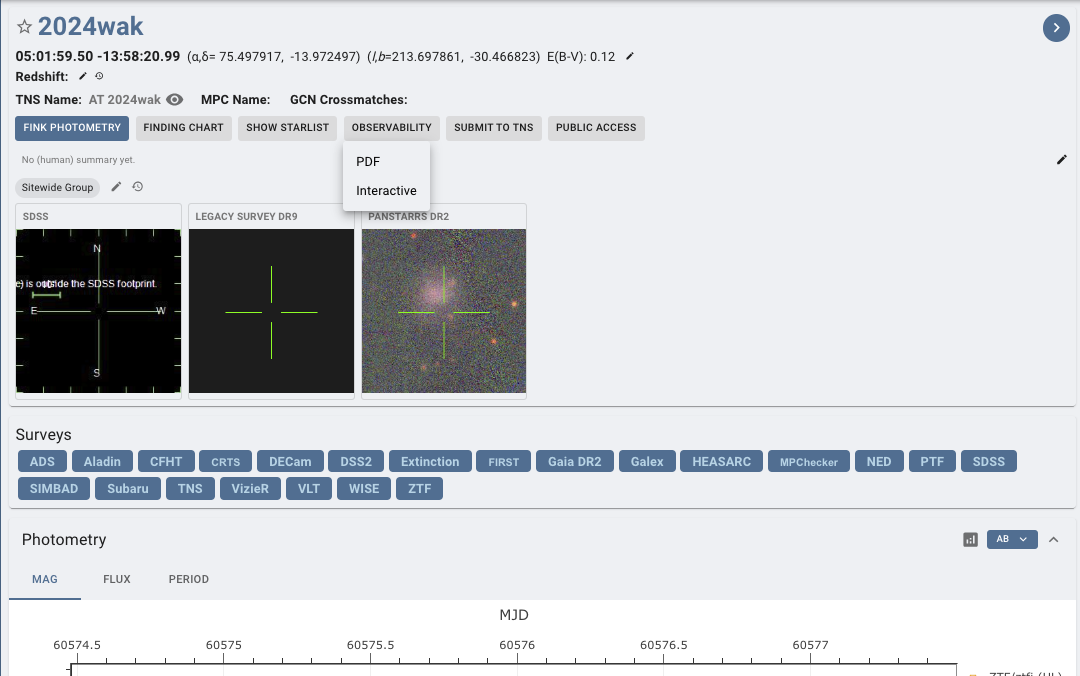 2024wak
05:01:59.50 -13:58:20.99 (α,δ= 75.497917, -13.972497) (l,b=213.697861, -30.466823) E(B-V): 0.12
Redshift:
TNS Name: AT 2024wak MPC Name: GCN Crossmatches:
FINK PHOTOMETRY FINDING CHART SHOW STARLIST OBSERVABILITY SUBMIT TO TNS PUBLIC ACCESS
PDF
Interactive
No (human) summary yet.
Sitewide Group
SDSS LEGACY SURVEY DR9 PANSTARRS DR2
N
) is outside the SDSS footprint.
E W
S
Surveys
ADS Aladin CFHT CRTS DECam DSS2 Extinction FIRST Gaia DR2 Galex HEASARC MPChecker NED PTF SDSS
SIMBAD Subaru TNS VizieR VLT WISE ZTF
Photometry AB
MAG FLUX PERIOD
MJD
60574.5 60575 60575.5 60576 60576.5 60577